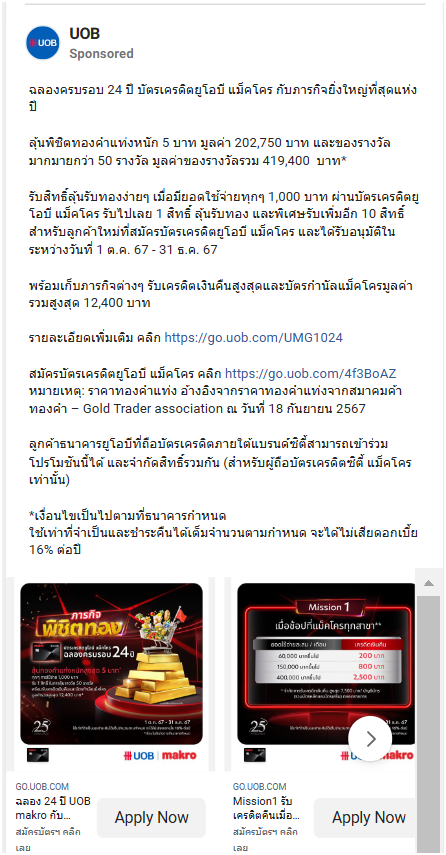 UOB
Sponsored
ฉลองครบรอบ 24 ปี บัตรเครดิตยูโอบี แม็คโคร กับภารกิจยิ่งใหญ่ที่สุดแห่ง
ปี
ลุ้นพิชิตทองคำแท่งหนัก 5 บาท มูลค่า 202,750 บาท และของรางวัล
มากมายกว่า 50 รางวัล มูลค่าของรางวัลรวม 419,400 บาท*
รับสิทธิ์ลุ้นรับทองง่ายๆ เมื่อมียอดใช้จ่ายทุกๆ 1,000 บาท ผ่านบัตรเครดิตยู
โอบี แม็คโคร รับไปเลย 1 สิทธิ์ ลุ้นรับทอง และพิเศษรับเพิ่มอีก 10 สิทธิ์
สำหรับลูกค้าใหม่ที่สมัครบัตรเครดิตยูโอบี แม็คโคร และได้รับอนุมัติใน
ระหว่างวันที่ 1 ต.ค. 67 - 31 ธ.ค. 67
พร้อมเก็บภารกิจต่างๆ รับเครดิตเงินคืนสูงสุดและบัตรกำนัลแม็คโครมูลค่า
รวมสูงสุด 12,400 บาท
รายละเอียดเพิ่มเติม คลิก https://go.uob.com/UMG1024
สมัครบัตรเครดิตยูโอบี แม็คโคร คลิก https://go.uob.com/4f3BoAZ
หมายเหตุ: ราคาทองคำแท่ง อ้างอิงจากราคาทองคำแท่งจากสมาคมค้า
ทองคำ – Gold Trader association ณ วันที่ 18 กันยายน 2567
ลูกค้าธนาคารยูโอบีที่ถือบัตรเครดิตภายใต้แบรนด์ซิตี้สามารถเข้าร่วม
โปรโมชันนี้ได้ และจำกัดสิทธิ์รวมกัน (สำหรับผู้ถือบัตรเครดิตซิตี้ แม็คโคร
เท่านั้น)
*เงื่อนไขเป็นไปตามที่ธนาคารกำหนด
ใช้เท่าที่จำเป็นและชำระคืนได้เต็มจำนวนตามกำหนด จะได้ไม่เสียดอกเบี้ย
16% ต่อปี
ภารกิจ
พิชิตทอง
บัตรเครดิตยูโอบี แม็คโคร
ฉลองครบรอบ 24 ปี
ลุ้นทองคำแท่งหนักสูงสุด 5 บาท*
1 ต.ค. 67 - 31 ธ.ค. 67
25
UOB makro
Mission 1
เมื่อช้อปที่แม็คโครทุกสาขา**
ยอดใช้จ่ายสะสม / เดือน เครดิตเงินคืน
60,000 บาทขึ้นไป 200 บาท
150,000 บาทขึ้นไป 800 บาท
400,000 บาทขึ้นไป 2,500 บาท
25
UOB makro
GO.UOB.COM
ฉลอง 24 ปี UOB
makro กับ...
สมัครบัตรฯ คลิก
เลย
Apply Now
GO.UOB.COM
Mission1 รับ
เครดิตคืนเมื่อ...
สมัครบัตรฯ คลิก
เลย
Apply Now